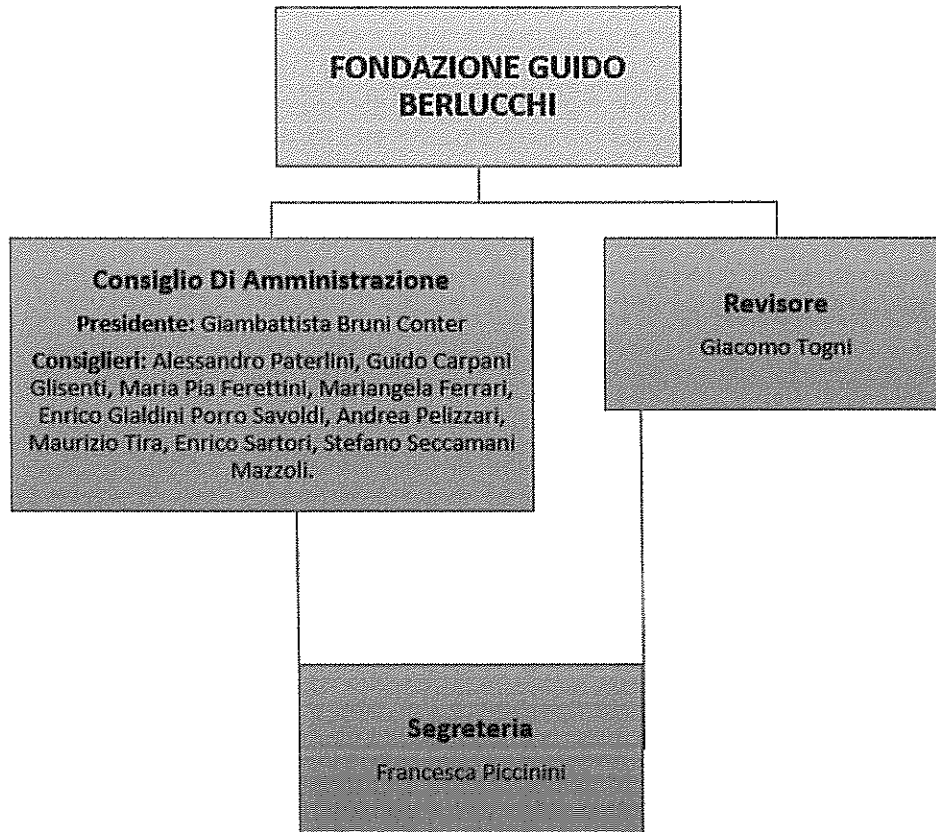 FONDAZIONE GUIDO
BERLUCCHI
Consiglio Di Amministrazione
Presidente: Giambattista Bruni Conter
Consiglieri: Alessandro Paterlini, Guido Carpani
Glisenti, Maria Pia Ferettini, Mariangela Ferrari,
Enrico Gialdini Porro Savoldi, Andrea Pelizzari,
Maurizio Tira, Enrico Sartori, Stefano Seccamani
Mazzoli.
Revisore
Giacomo Togni
Segreteria
Francesca Piccinini